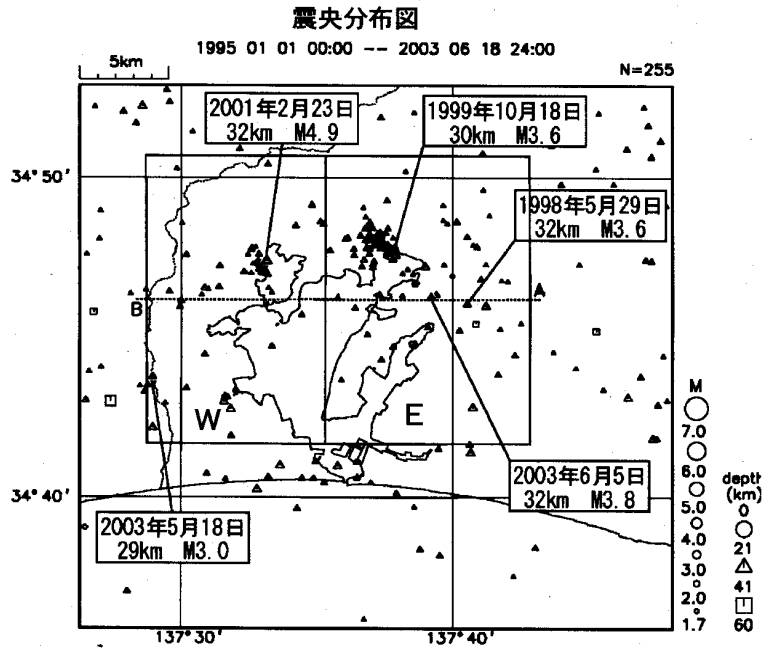 震央分布図
1995 01 01 00:00 -- 2003 06 18 24:00
5km
N=255
2001年2月23日
32km M4.9
1999年10月18日
30km M3.6
34°50'
1998年5月29日
32km M3.6
B
A
W
E
2003年6月5日
32km M3.8
34°40'
2003年5月18日
29km M3.0
137°30'
137°40'
M
7.0
6.0
5.0
4.0
3.0
2.0
1.7
depth
(km)
0
21
41
60